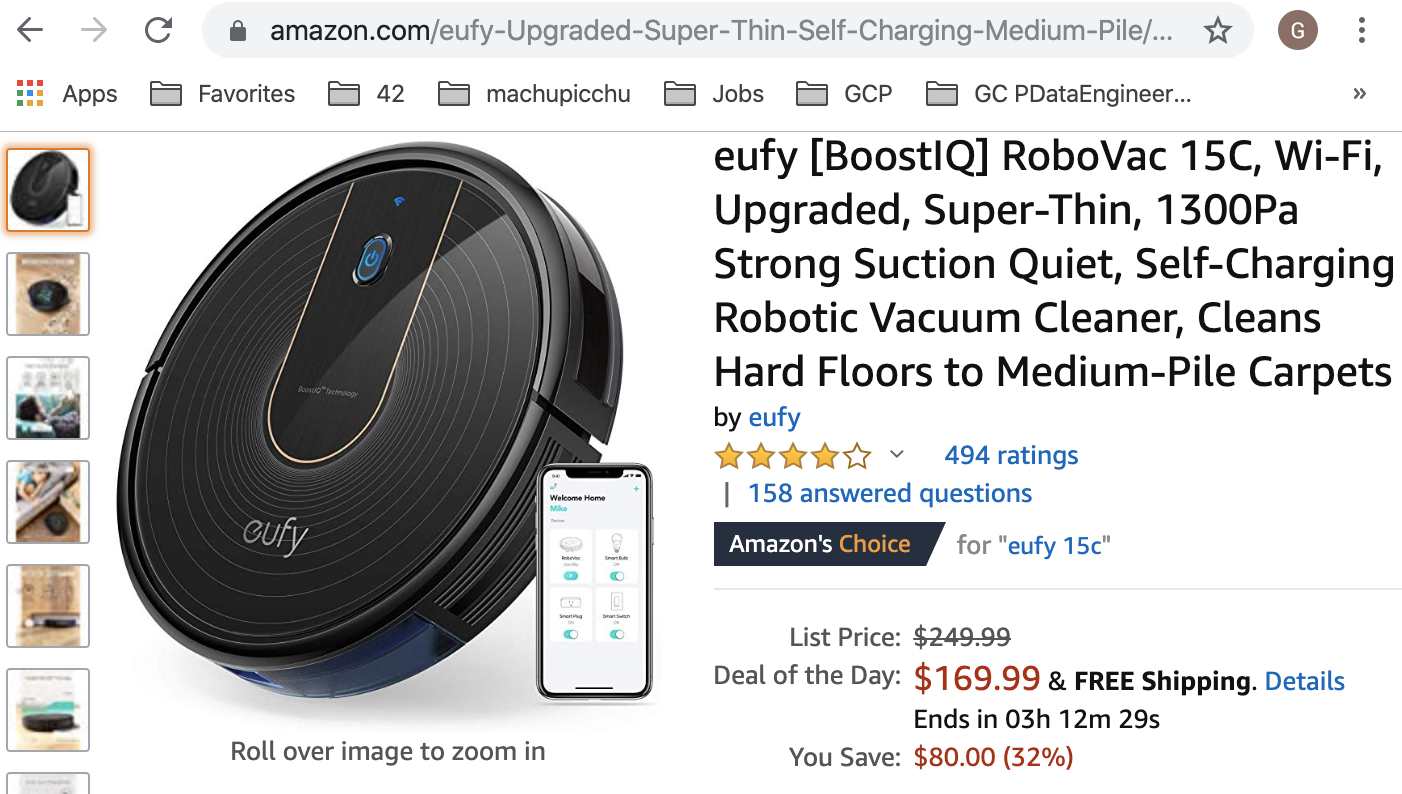 amazon.com/eufy-Upgraded-Super-Thin-Self-Charging-Medium-Pile/...
G
Apps
Favorites
42
machupicchu
Jobs
GCP
GC PDataEngineer...
»
eufy [BoostIQ] RoboVac 15C, Wi-Fi,
Upgraded, Super-Thin, 1300Pa
Strong Suction Quiet, Self-Charging
Robotic Vacuum Cleaner, Cleans
Hard Floors to Medium-Pile Carpets
by eufy
494 ratings
| 158 answered questions
Amazon's Choice for "eufy 15c"
List Price: $249.99
Deal of the Day: $169.99 & FREE Shipping. Details
Ends in 03h 12m 29s
You Save: $80.00 (32%)
BoostIQ™ Technology
eufy
Welcome Home
Mike
RoboVac
Smart Bulb
ON
Smart Plug
ON
Smart Switch
ON
Roll over image to zoom in